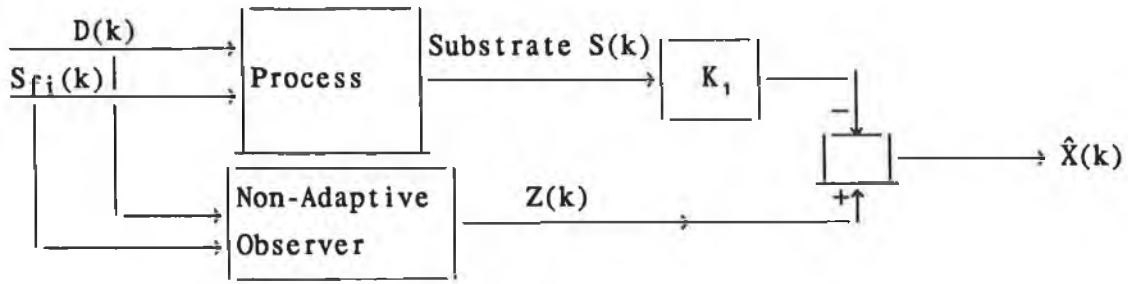 D(k)
S_fi(k)
Process
Substrate S(k)
K₁
−
X̂(k)
+
Non-Adaptive
Observer
Z(k)